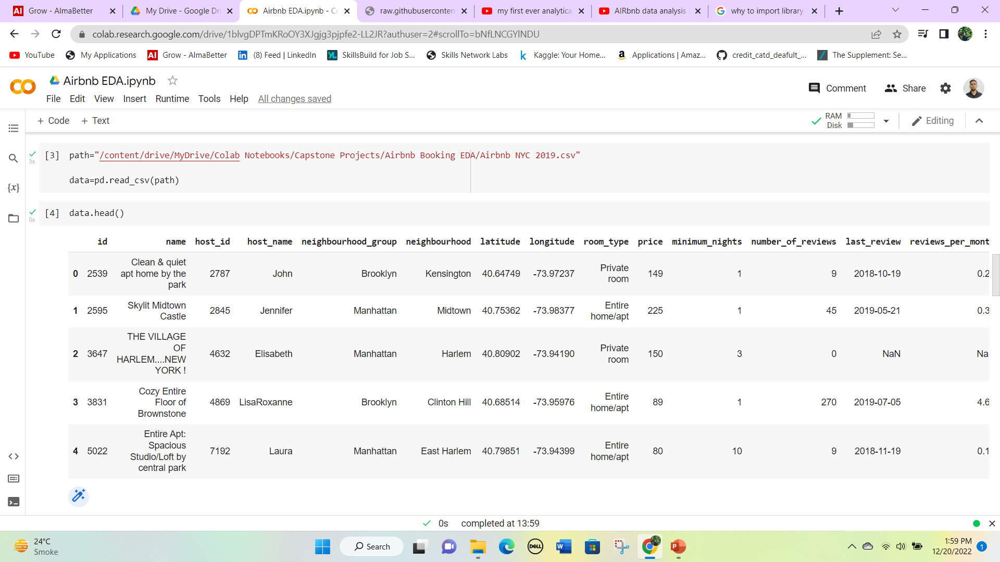 Grow - AlmaBetter
My Drive - Google Dri
Airbnb EDA.ipynb - Co
raw.githubuserconten
my first ever analytica
AIRbnb data analysis
why to import library
colab.research.google.com/drive/1blvgDPTmKRoOY3XJgjg3pjpfe2-LL2JR?authuser=2#scrollTo=bNfLNCGYlNDU
YouTube
My Applications
Grow - AlmaBetter
(8) Feed | LinkedIn
SkillsBuild for Job S...
Skills Network Labs
Kaggle: Your Home...
Applications | Amaz...
credit_catd_deafult_...
The Supplement: Se...
Airbnb EDA.ipynb
Comment
Share
File Edit View Insert Runtime Tools Help All changes saved
+ Code + Text
RAM
Disk
Editing
3s
[3] path="/content/drive/MyDrive/Colab Notebooks/Capstone Projects/Airbnb Booking EDA/Airbnb NYC 2019.csv"
data=pd.read_csv(path)
0s
[4] data.head()
id name host_id host_name neighbourhood_group neighbourhood latitude longitude room_type price minimum_nights number_of_reviews last_review reviews_per_mont
0 2539 Clean & quiet apt home by the park 2787 John Brooklyn Kensington 40.64749 -73.97237 Private room 149 1 9 2018-10-19 0.2
1 2595 Skylit Midtown Castle 2845 Jennifer Manhattan Midtown 40.75362 -73.98377 Entire home/apt 225 1 45 2019-05-21 0.3
2 3647 THE VILLAGE OF HARLEM....NEW YORK ! 4632 Elisabeth Manhattan Harlem 40.80902 -73.94190 Private room 150 3 0 NaN Na
3 3831 Cozy Entire Floor of Brownstone 4869 LisaRoxanne Brooklyn Clinton Hill 40.68514 -73.95976 Entire home/apt 89 1 270 2019-07-05 4.6
4 5022 Entire Apt: Spacious Studio/Loft by central park 7192 Laura Manhattan East Harlem 40.79851 -73.94399 Entire home/apt 80 10 9 2018-11-19 0.1
0s completed at 13:59
24°C
Smoke
Search
1:59 PM
12/20/2022
1